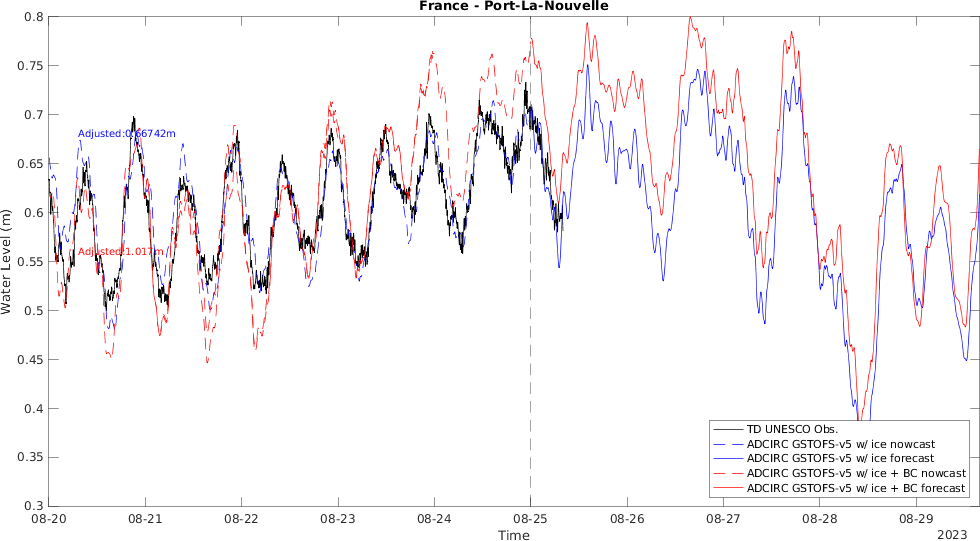 France - Port-La-Nouvelle
0.8
0.75
0.7
0.65
0.6
0.55
0.5
0.45
0.4
0.35
0.3
Water Level (m)
Adjusted:0.66742m
Adjusted:1.017m
TD UNESCO Obs.
ADCIRC GSTOFS-v5 w/ ice nowcast
ADCIRC GSTOFS-v5 w/ ice forecast
ADCIRC GSTOFS-v5 w/ ice + BC nowcast
ADCIRC GSTOFS-v5 w/ ice + BC forecast
08-20 08-21 08-22 08-23 08-24 08-25 08-26 08-27 08-28 08-29
Time
2023